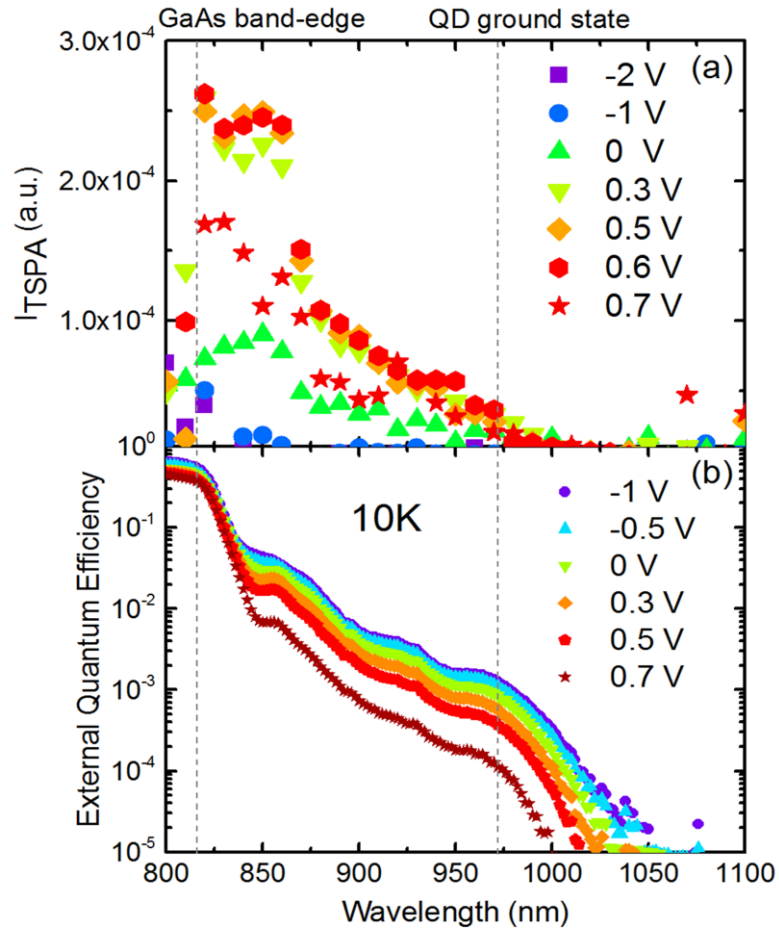 GaAs band-edge QD ground state
(a)
3.0x10⁻⁴
2.0x10⁻⁴
1.0x10⁻⁴
I_TSPA (a.u.)
-2 V
-1 V
0 V
0.3 V
0.5 V
0.6 V
0.7 V
10⁰
10⁻¹
10⁻²
10⁻³
10⁻⁴
10⁻⁵
External Quantum Efficiency
(b)
10K
-1 V
-0.5 V
0 V
0.3 V
0.5 V
0.7 V
800 850 900 950 1000 1050 1100
Wavelength (nm)